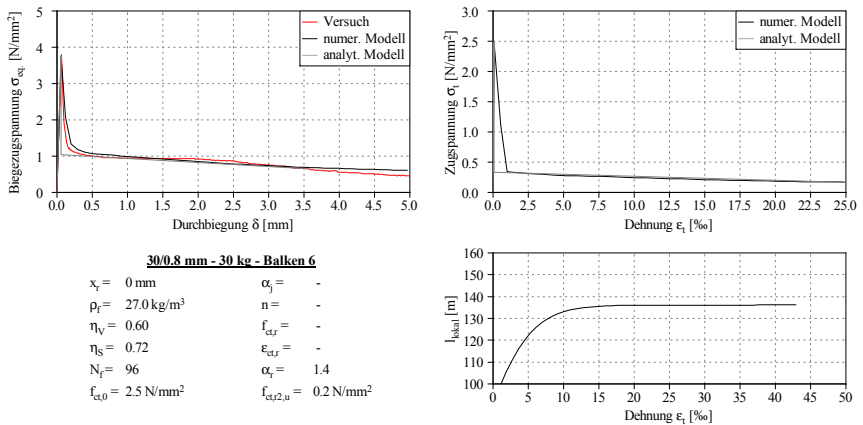 Biegezugspannung σeq. [N/mm²]
5
4
3
2
1
0
Versuch
numer. Modell
analyt. Modell
0.0 0.5 1.0 1.5 2.0 2.5 3.0 3.5 4.0 4.5 5.0
Durchbiegung δ [mm]
Zugspannung σt [N/mm²]
3.0
2.5
2.0
1.5
1.0
0.5
0.0
numer. Modell
analyt. Modell
0.0 2.5 5.0 7.5 10.0 12.5 15.0 17.5 20.0 22.5 25.0
Dehnung εt [‰]
30/0.8 mm - 30 kg - Balken 6
xr = 0 mm αj = -
ρf = 27.0 kg/m³ n = -
ηV = 0.60 fct,r = -
ηS = 0.72 εct,r = -
Nf = 96 αr = 1.4
fct,0 = 2.5 N/mm² fct,r2,u = 0.2 N/mm²
llokal [m]
160
150
140
130
120
110
100
0 5 10 15 20 25 30 35 40 45 50
Dehnung εt [‰]